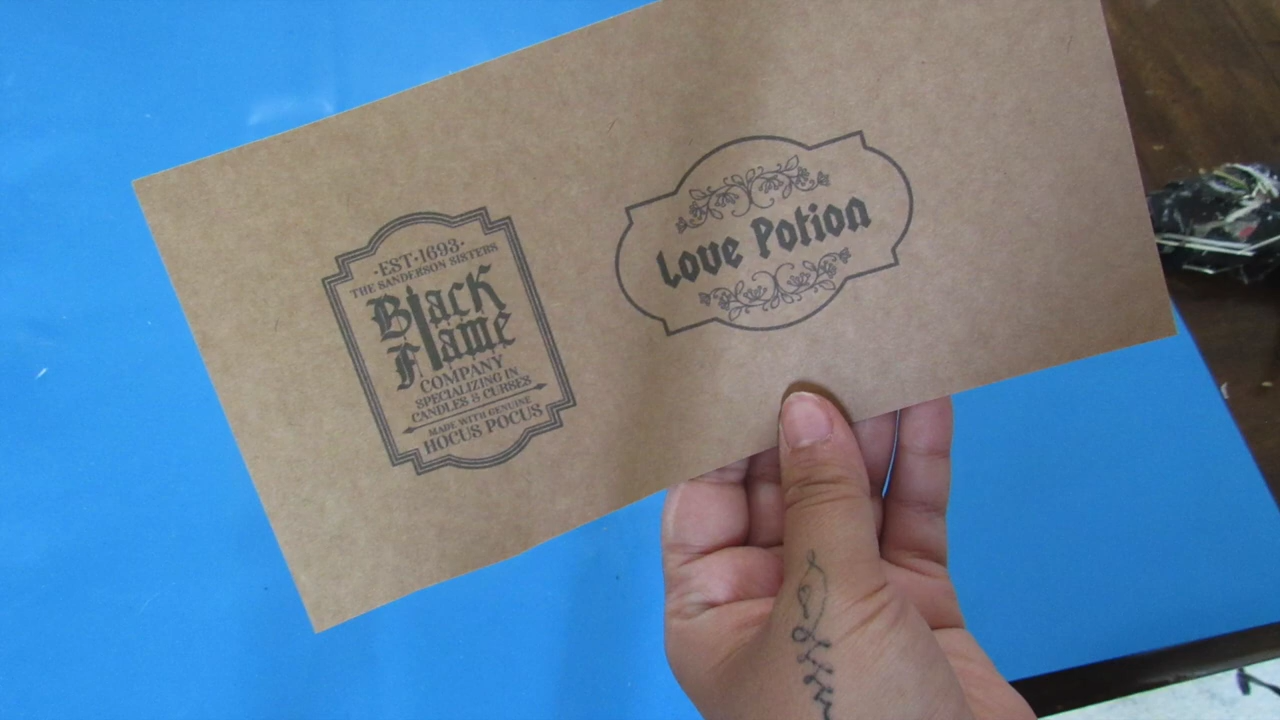 ·EST·1693·
THE SANDERSON SISTERS
Black
Flame
COMPANY
SPECIALIZING IN
CANDLES & CURSES
MADE WITH GENUINE
HOCUS POCUS
Love Potion